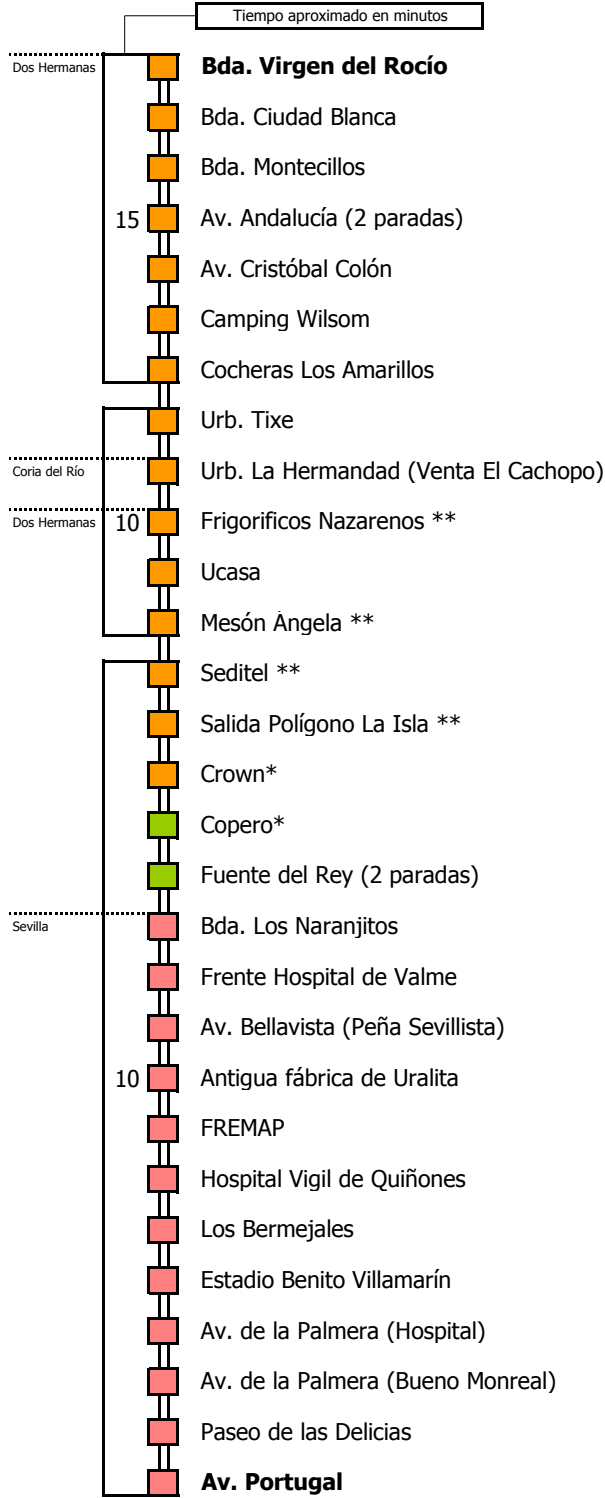 Tiempo aproximado en minutos
Dos Hermanas
Bda. Virgen del Rocío
Bda. Ciudad Blanca
Bda. Montecillos
15
Av. Andalucía (2 paradas)
Av. Cristóbal Colón
Camping Wilsom
Cocheras Los Amarillos
Urb. Tixe
Coria del Río
Urb. La Hermandad (Venta El Cachopo)
Dos Hermanas
10
Frigorificos Nazarenos **
Ucasa
Mesón Ángela **
Seditel **
Salida Polígono La Isla **
Crown*
Copero*
Fuente del Rey (2 paradas)
Sevilla
Bda. Los Naranjitos
Frente Hospital de Valme
Av. Bellavista (Peña Sevillista)
10
Antigua fábrica de Uralita
FREMAP
Hospital Vigil de Quiñones
Los Bermejales
Estadio Benito Villamarín
Av. de la Palmera (Hospital)
Av. de la Palmera (Bueno Monreal)
Paseo de las Delicias
Av. Portugal